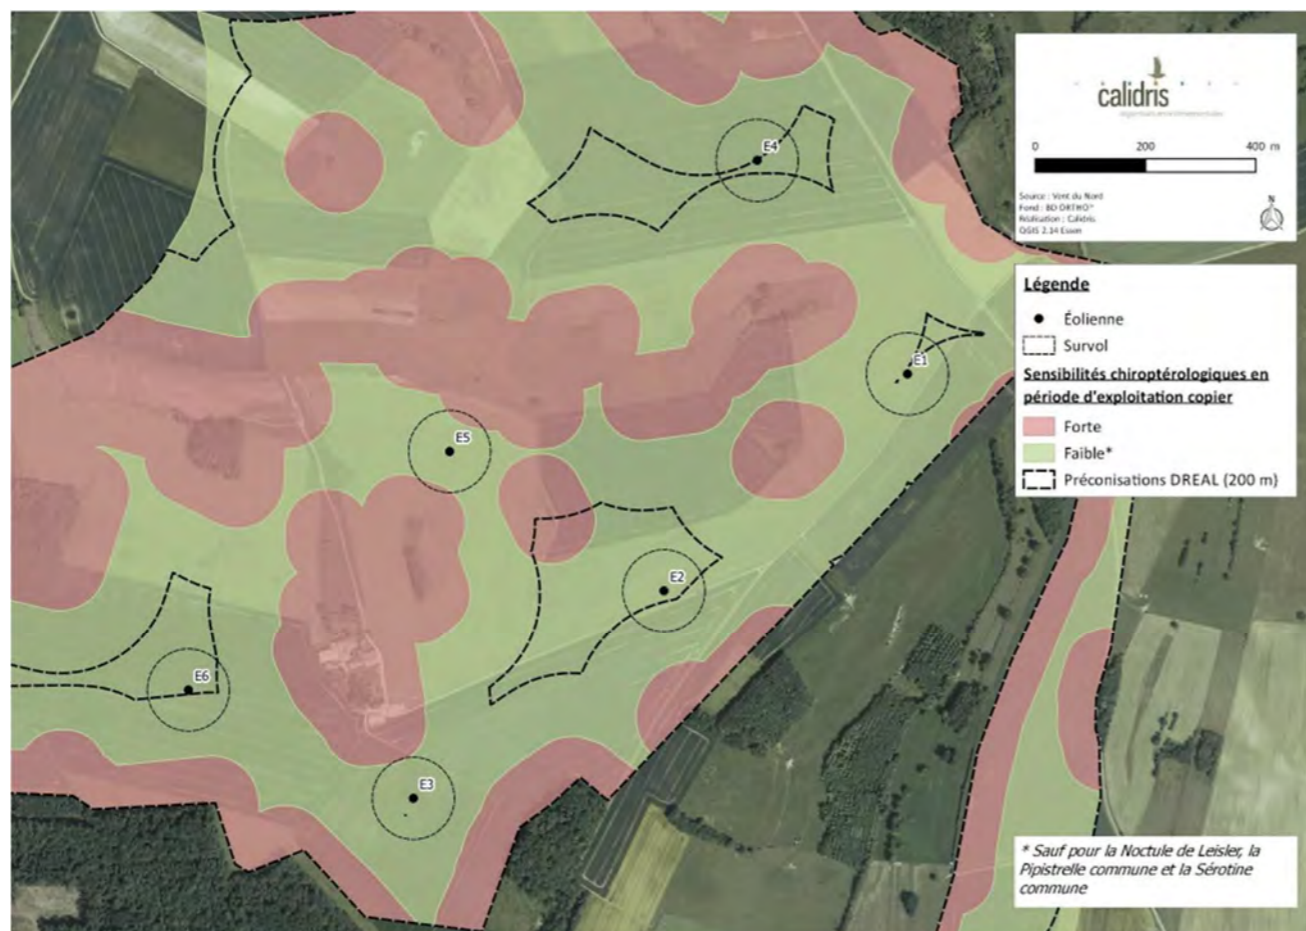 calidris
0 200 400 m
Source : Vent du Nord
Fond : BD ORTHO®
Réalisation : Calidris
QGIS 2.14 Essen
N
Légende
Éolienne
Survol
Sensibilités chiroptérologiques en
période d'exploitation copier
Forte
Faible*
Préconisations DREAL (200 m)
E4
E1
E5
E2
E6
E3
* Sauf pour la Noctule de Leisler, la
Pipistrelle commune et la Sérotine
commune